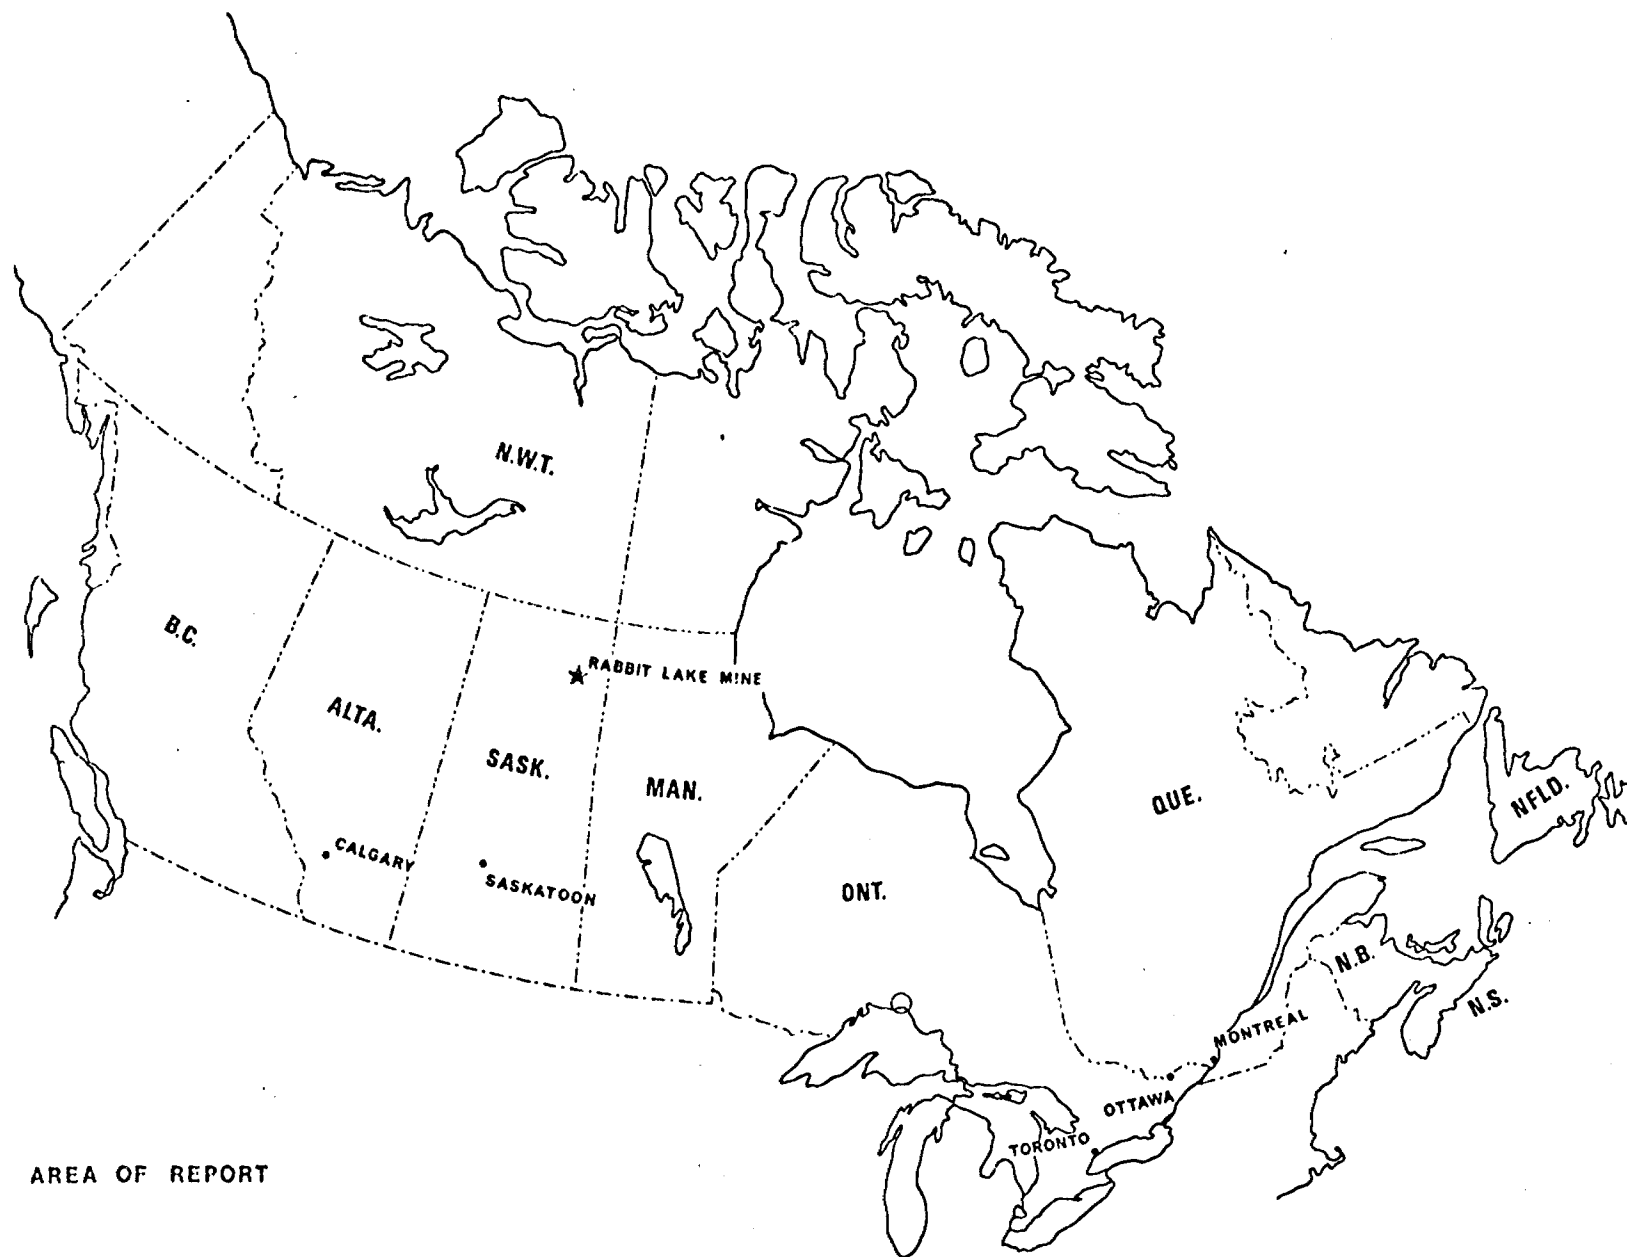 N.W.T.
B.C.
RABBIT LAKE MINE
ALTA.
SASK.
MAN.
QUE.
NFLD.
CALGARY
SASKATOON
ONT.
N.B.
N.S.
MONTREAL
OTTAWA
TORONTO
AREA OF REPORT